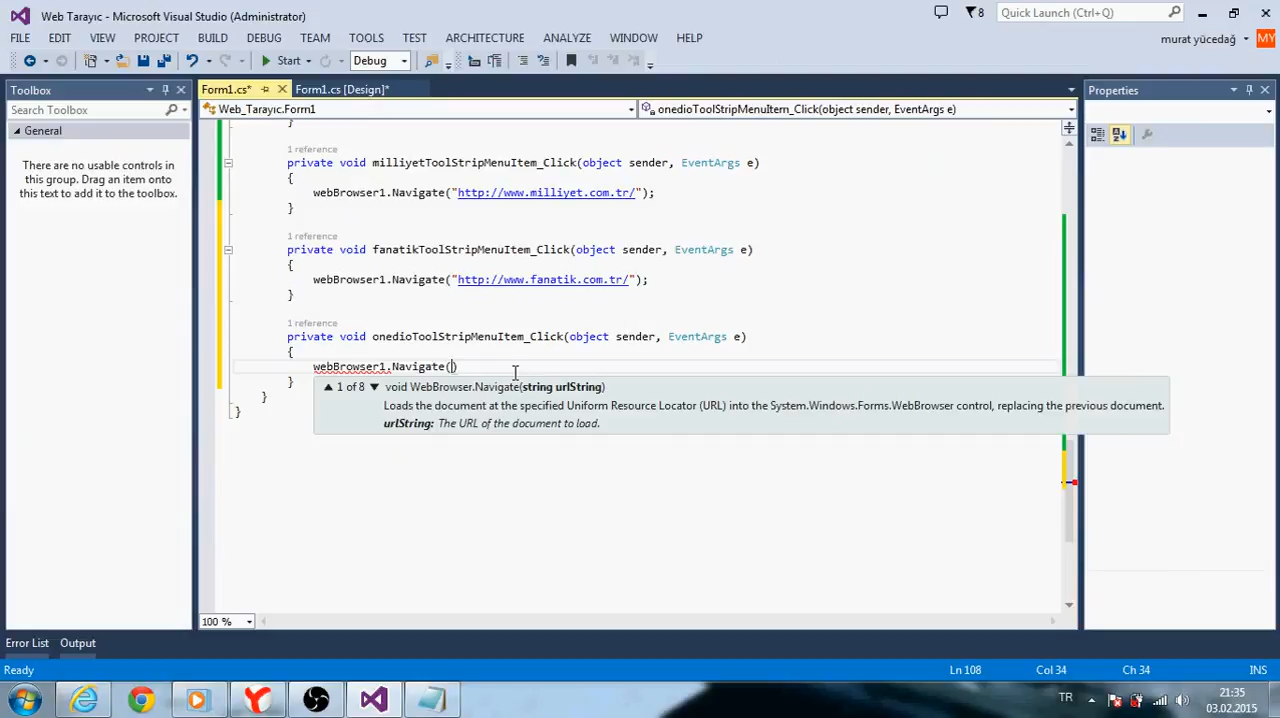 Web Tarayıc - Microsoft Visual Studio (Administrator)
8
Quick Launch (Ctrl+Q)
FILE EDIT VIEW PROJECT BUILD DEBUG TEAM TOOLS TEST ARCHITECTURE ANALYZE WINDOW HELP
murat yücedağ MY
Start Debug
Toolbox
Form1.cs* Form1.cs [Design]*
Properties
Search Toolbox
Web_Tarayıc.Form1
onedioToolStripMenuItem_Click(object sender, EventArgs e)
General
There are no usable controls in
this group. Drag an item onto
this text to add it to the toolbox.
}
1 reference
private void milliyetToolStripMenuItem_Click(object sender, EventArgs e)
{
webBrowser1.Navigate("http://www.milliyet.com.tr/");
}
1 reference
private void fanatikToolStripMenuItem_Click(object sender, EventArgs e)
{
webBrowser1.Navigate("http://www.fanatik.com.tr/");
}
1 reference
private void onedioToolStripMenuItem_Click(object sender, EventArgs e)
{
webBrowser1.Navigate()
}
}
}
1 of 8 void WebBrowser.Navigate(string urlString)
Loads the document at the specified Uniform Resource Locator (URL) into the System.Windows.Forms.WebBrowser control, replacing the previous document.
urlString: The URL of the document to load.
100 %
Error List Output
Ready Ln 108 Col 34 Ch 34 INS
TR
21:35
03.02.2015